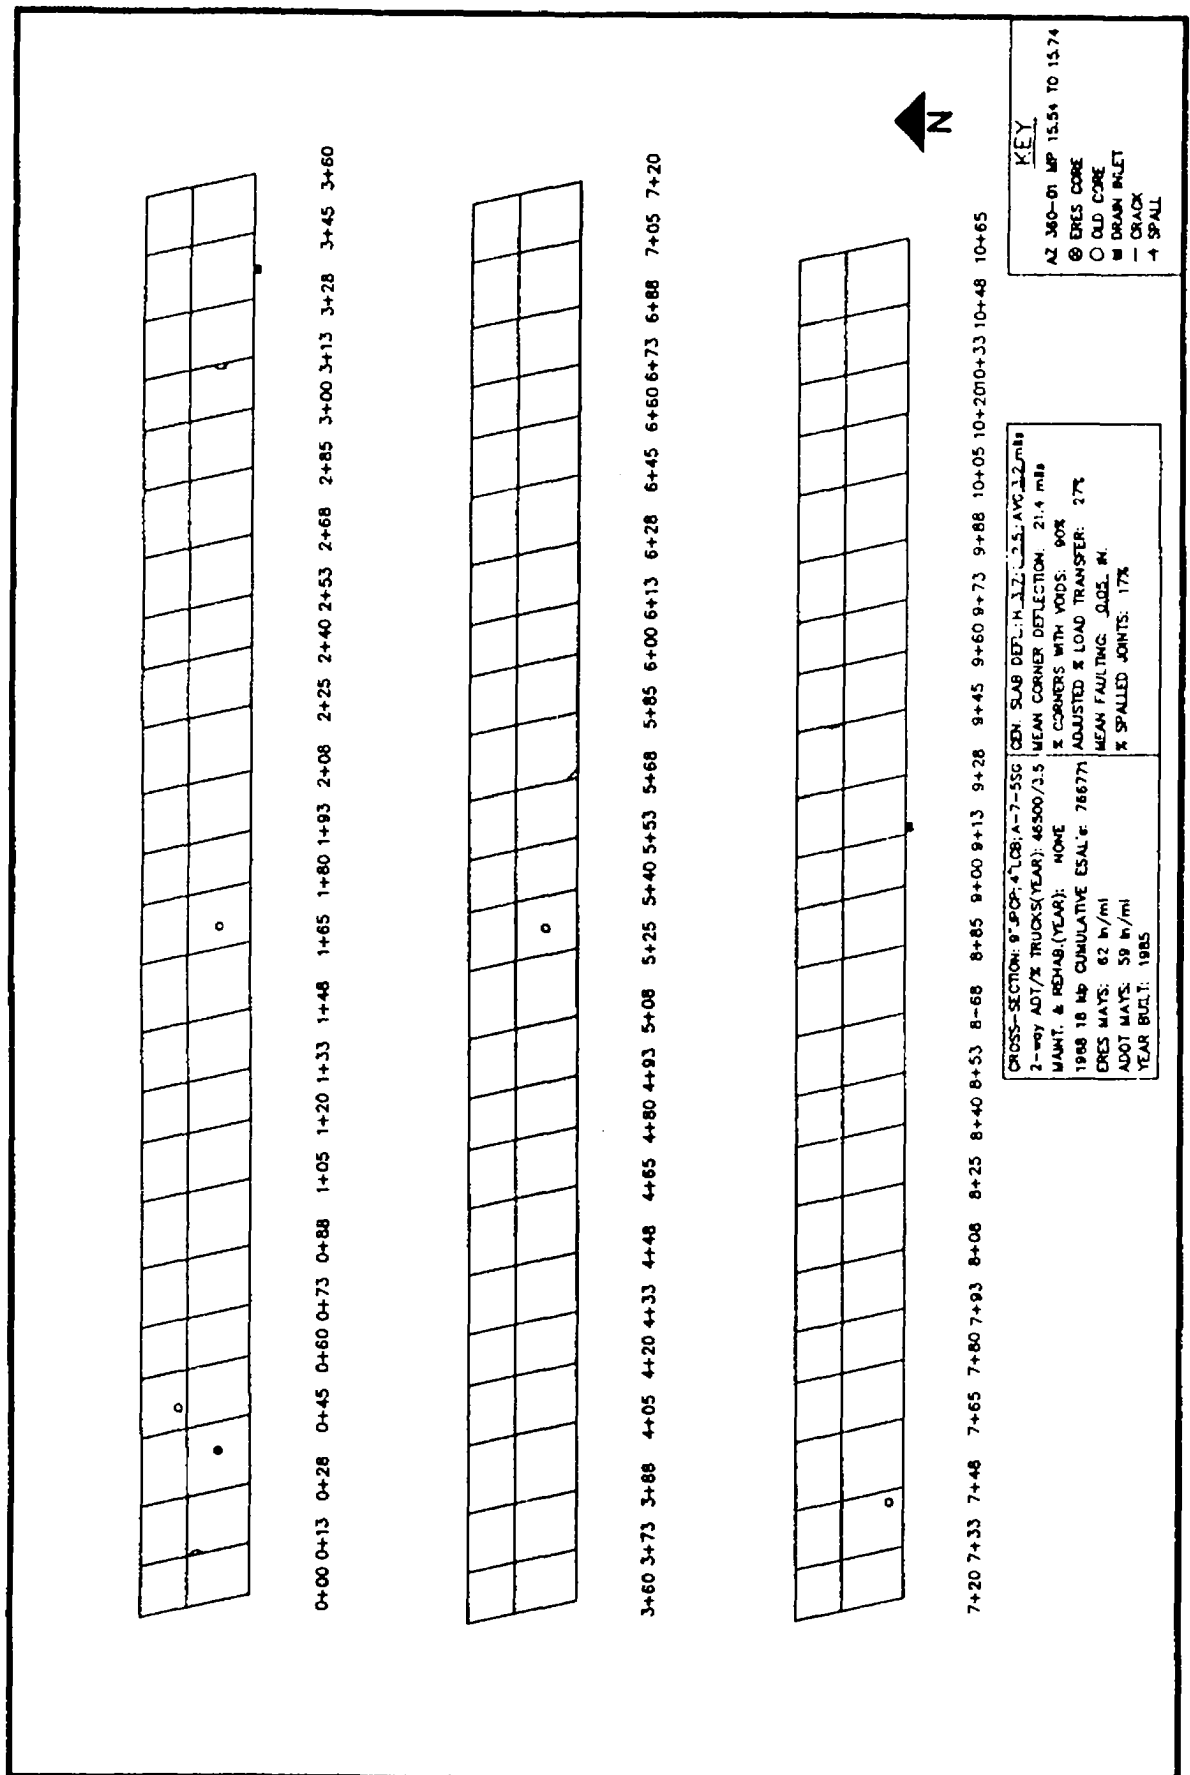 0+00 0+13 0+28 0+45 0+60 0+73 0+88 1+05 1+20 1+33 1+48 1+65 1+80 1+93 2+08 2+25 2+40 2+53 2+68 2+85 3+00 3+13 3+28 3+45 3+60
3+60 3+73 3+88 4+05 4+20 4+33 4+48 4+65 4+80 4+93 5+08 5+25 5+40 5+53 5+68 5+85 6+00 6+13 6+28 6+45 6+60 6+73 6+88 7+05 7+20
7+20 7+33 7+48 7+65 7+80 7+93 8+08 8+25 8+40 8+53 8-68 8+85 9+00 9+13 9+28 9+45 9+60 9+73 9+88 10+05 10+20 10+33 10+48 10+65
N
CROSS-SECTION: 9" JPCP; 4" LCB; A-7-5SG
2-way ADT/% TRUCKS(YEAR): 46500/3.5
MAINT. & REHAB.(YEAR): NONE
1988 18 kip CUMULATIVE ESAL's: 766771
ERES MAYS: 62 in/mi
ADOT MAYS: 59 in/mi
YEAR BUILT: 1985
CEN. SLAB DEFL.: H 3.7; L 2.5; AVG 3.2 mils
MEAN CORNER DEFLECTION: 21.4 mils
% CORNERS WITH VOIDS: 90%
ADJUSTED % LOAD TRANSFER: 27%
MEAN FAULTING: 0.05 IN.
% SPALLED JOINTS: 17%
KEY
AZ 360-01 MP 15.54 TO 15.74
ERES CORE
OLD CORE
DRAIN INLET
CRACK
SPALL